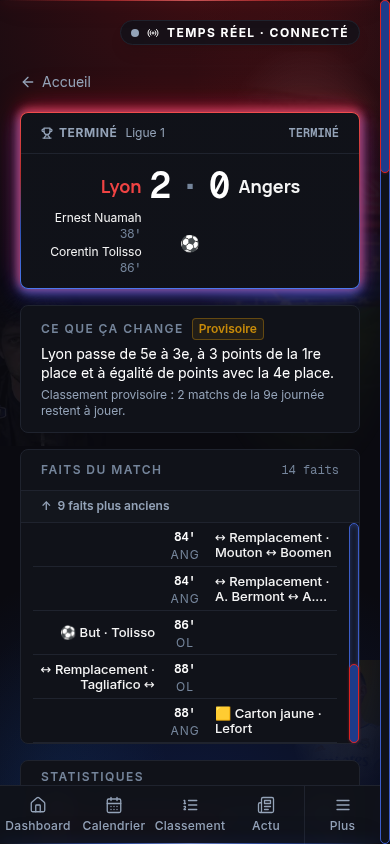 TEMPS RÉEL · CONNECTÉ
← Accueil
TERMINÉ Ligue 1 TERMINÉ
Lyon 2 · 0 Angers
Ernest Nuamah
38'
Corentin Tolisso
86'
CE QUE ÇA CHANGE Provisoire
Lyon passe de 5e à 3e, à 3 points de la 1re
place et à égalité de points avec la 4e place.
Classement provisoire : 2 matchs de la 9e journée
restent à jouer.
FAITS DU MATCH 14 faits
↑ 9 faits plus anciens
84' ↔ Remplacement ·
ANG Mouton ↔ Boomen
84' ↔ Remplacement ·
ANG A. Bermont ↔ A....
⚽ But · Tolisso 86'
OL
↔ Remplacement · 88'
Tagliafico ↔ OL
88' 🟨 Carton jaune ·
ANG Lefort
STATISTIQUES
Dashboard Calendrier Classement Actu Plus